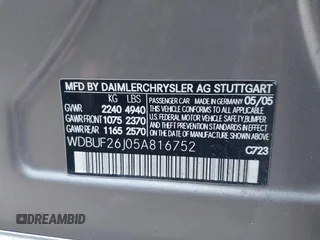 MFD BY DAIMLERCHRYSLER AG STUTTGART
KG LBS PASSENGER CAR MADE IN GERMANY 05/05
GVWR 2240 4940 THIS VEHICLE CONFORMS TO ALL APPLICABLE
GAWR FRONT 1075 2370 U.S. FEDERAL MOTOR VEHICLE SAFETY, BUMPER
GAWR REAR 1165 2570 AND THEFT PREVENTION STANDARDS IN EFFECT
ON THE DATE OF MANUFACTURE SHOWN ABOVE
WDBUF26J05A816752
C723
© AUTOBIDMASTER